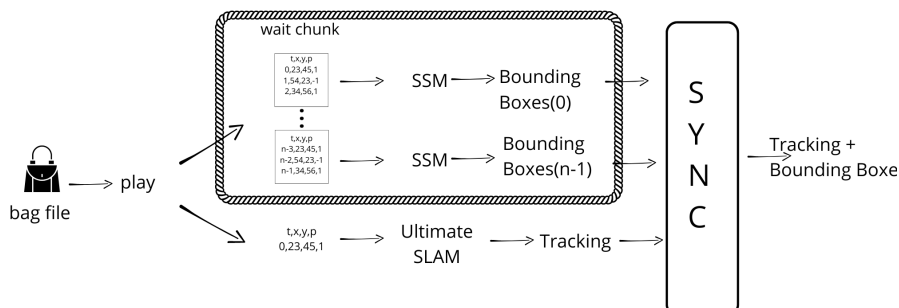 wait chunk
t,x,y,p
0,23,45,1
1,54,23,-1
2,34,56,1
SSM
Bounding
Boxes(0)
t,x,y,p
n-3,23,45,1
n-2,54,23,-1
n-1,34,56,1
SSM
Bounding
Boxes(n-1)
bag file
play
t,x,y,p
0,23,45,1
Ultimate
SLAM
Tracking
S
Y
N
C
Tracking +
Bounding Boxe